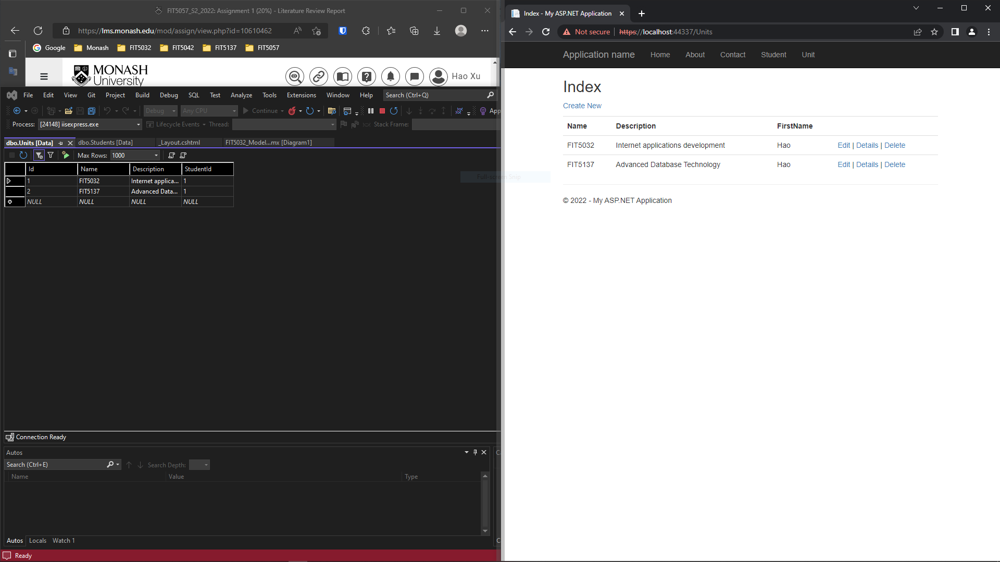 FIT5057_S2_2022: Assignment 1 (20%) - Literature Review Report
https://lms.monash.edu/mod/assign/view.php?id=10610462
Google Monash FIT5032 FIT5042 FIT5137 FIT5057
MONASH University
Hao Xu
File Edit View Git Project Build Debug SQL Test Analyze Tools Extensions Window Help Search (Ctrl+Q)
Debug Any CPU Continue App
Process: [24148] iisexpress.exe Lifecycle Events Thread: Stack Frame:
dbo.Units [Data] dbo.Students [Data] _Layout.cshtml FIT5032_Model...mx [Diagram1]
Max Rows: 1000
Id Name Description StudentId
1 FIT5032 Internet applica... 1
2 FIT5137 Advanced Data... 1
NULL NULL NULL NULL
Full-screen Snip
Connection Ready
Autos
Search (Ctrl+E) Search Depth:
Name Value Type
Autos Locals Watch 1
Ready
Index - My ASP.NET Application
Not secure https://localhost:44337/Units
Application name Home About Contact Student Unit
Index
Create New
Name Description FirstName
FIT5032 Internet applications development Hao Edit | Details | Delete
FIT5137 Advanced Database Technology Hao Edit | Details | Delete
© 2022 - My ASP.NET Application